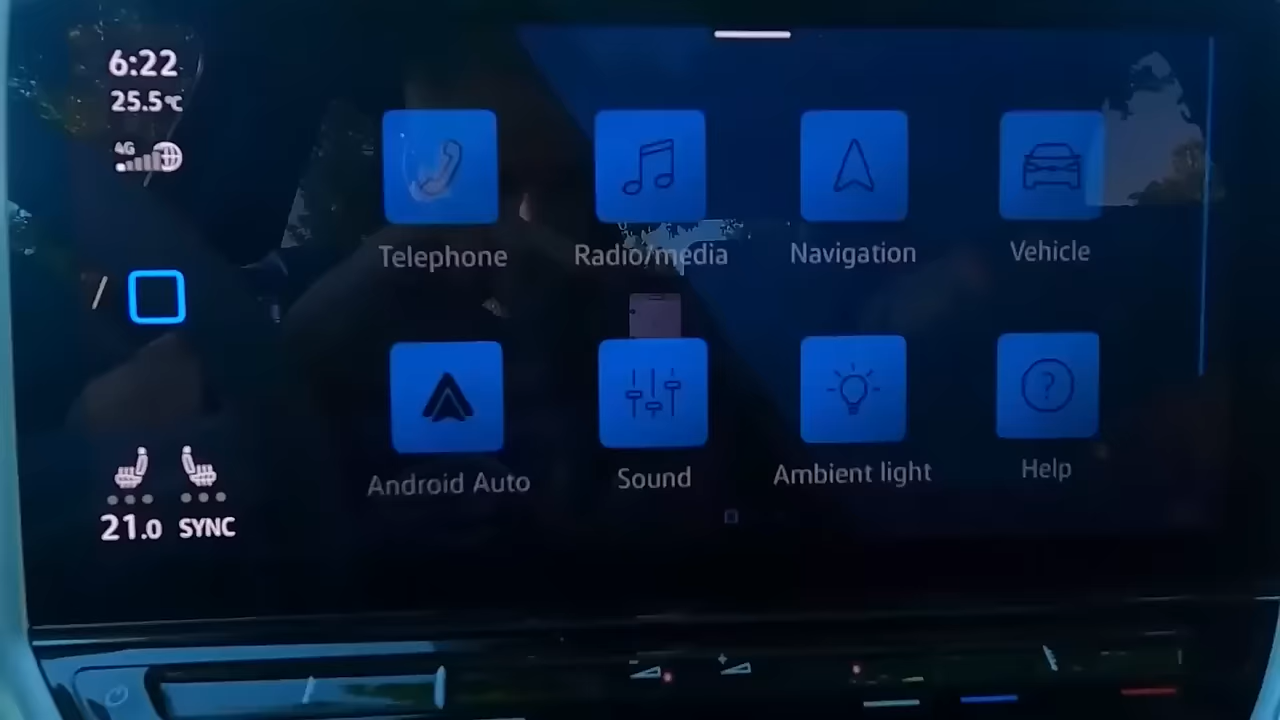 6:22
25.5°C
4G
Telephone
Radio/media
Navigation
Vehicle
Android Auto
Sound
Ambient light
Help
21.0 SYNC